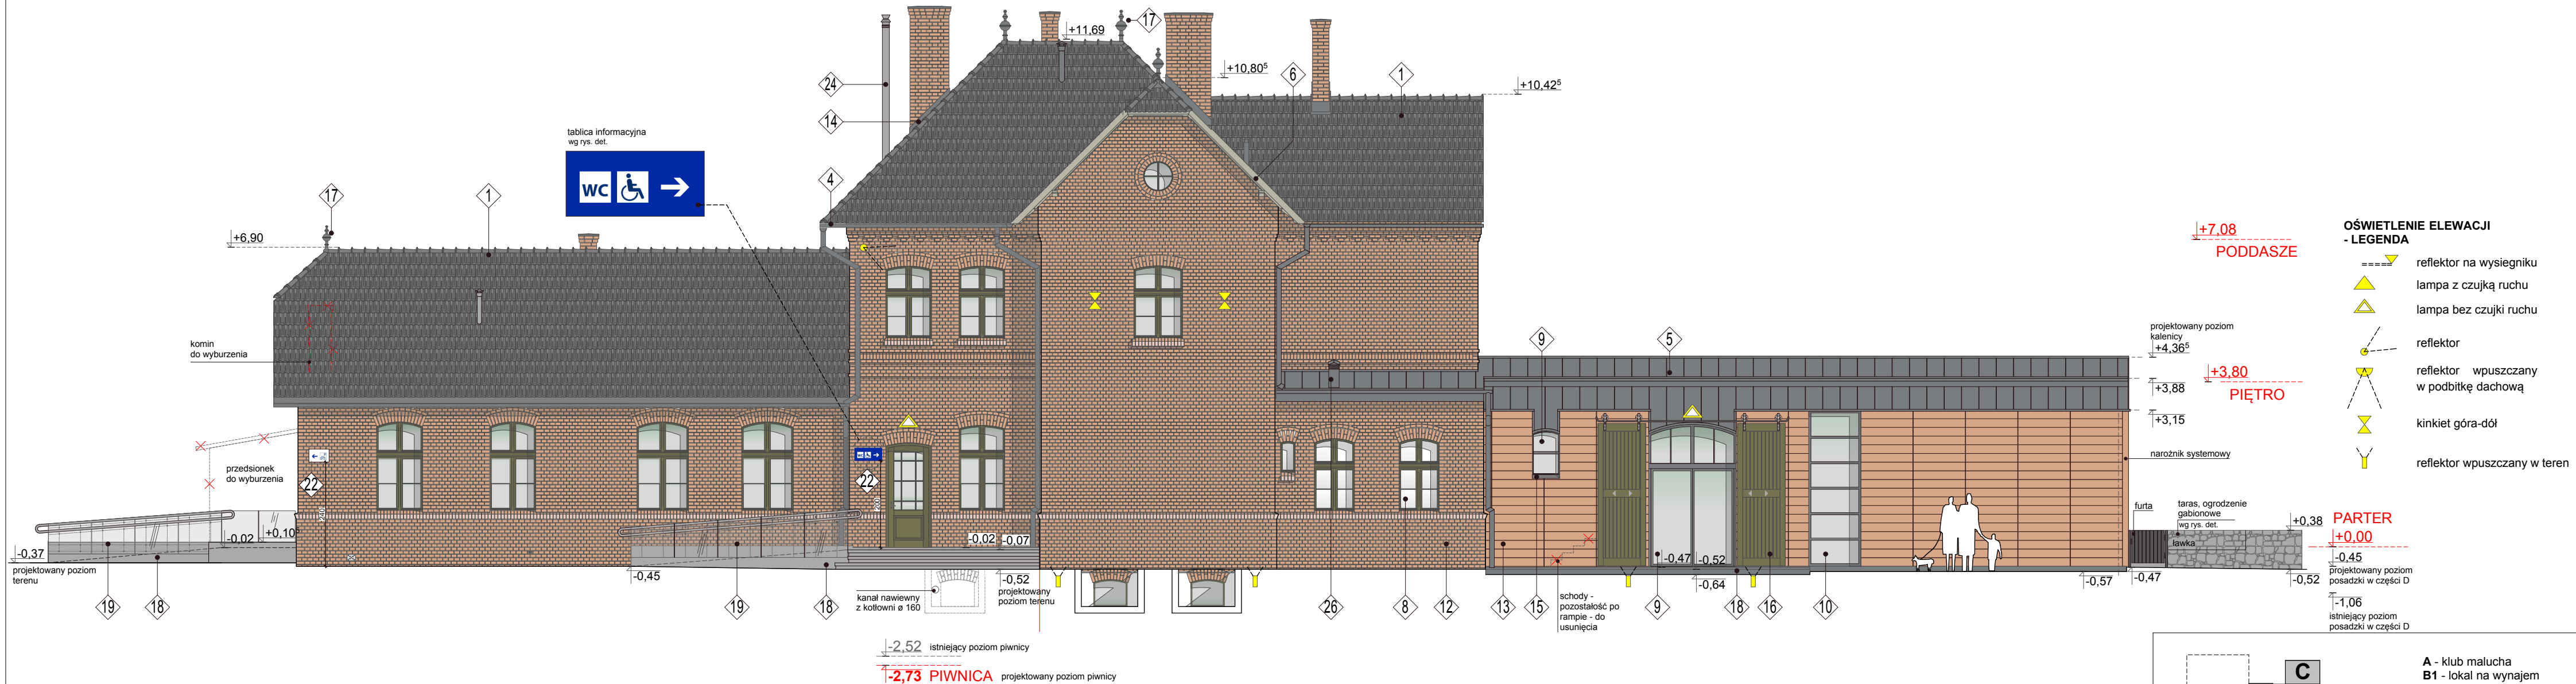 17
+11,69
+10,80⁵
6
1
+10,42⁵
24
14
tablica informacyjna
wg rys. det.
WC
4
17
1
+6,90
+7,08
PODDASZE
OŚWIETLENIE ELEWACJI
- LEGENDA
reflektor na wysiegniku
lampa z czujką ruchu
lampa bez czujki ruchu
reflektor
reflektor wpuszczany
w podbitkę dachową
kinkiet góra-dół
reflektor wpuszczany w teren
komin
do wyburzenia
9
5
projektowany poziom
kalenicy
+4,36⁵
+3,80
PIĘTRO
+3,88
+3,15
26
narożnik systemowy
przedsionek
do wyburzenia
22
WC
22
200
9
furta
taras, ogrodzenie
gabionowe
wg rys. det.
ławka
+0,38
PARTER
+0,00
-0,45
projektowany poziom
posadzki w części D
-0,52
-1,06
istniejący poziom
posadzki w części D
-0,37
projektowany poziom
terenu
-0,02
+0,10⁵
-0,45
-0,02
-0,07
-0,52
projektowany
poziom terenu
kanał nawiewny
z kotłowni ø 160
-0,47
-0,52
-0,64
-0,57
-0,47
schody -
pozostałość po
rampie - do
usunięcia
19
18
19
18
26
8
12
13
15
9
18
16
10
-2,52 istniejący poziom piwnicy
-2,73 PIWNICA projektowany poziom piwnicy
C
A - klub malucha
B1 - lokal na wynajem